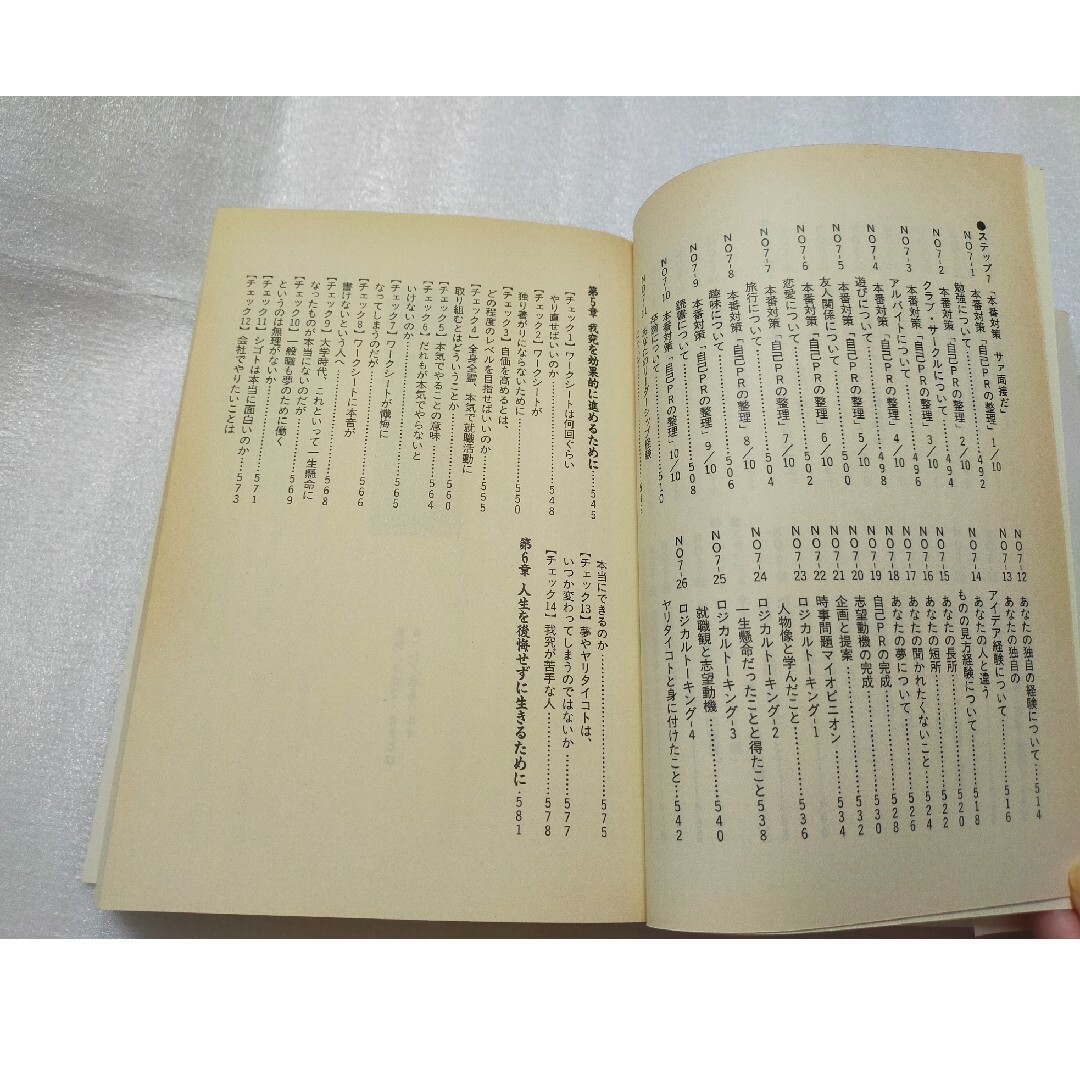 ●ステップ7「本番対策 サァ面接だ」
NO7-1 本番対策「自己PRの整理」1/10
勉強について………492
NO7-2 本番対策「自己PRの整理」2/10
クラブ・サークルについて……494
NO7-3 本番対策「自己PRの整理」3/10
アルバイトについて………496
NO7-4 本番対策「自己PRの整理」4/10
遊びについて………498
NO7-5 本番対策「自己PRの整理」5/10
友人関係について………500
NO7-6 本番対策「自己PRの整理」6/10
恋愛について………502
NO7-7 本番対策「自己PRの整理」7/10
旅行について………504
NO7-8 本番対策「自己PRの整理」8/10
趣味について………506
NO7-9 本番対策「自己PRの整理」9/10
読書について………508
NO7-10 本番対策「自己PRの整理」10/10
について………510
NO7-11 あなたのリーダーシップ経験
NO7-12 あなたの独自の経験について…514
NO7-13 あなたの独自の
アイデア経験について………516
NO7-14 あなたの人と違う
ものの見方経験について………518
NO7-15 あなたの長所………520
NO7-16 あなたの短所………522
NO7-17 あなたの聞かれたくないこと…524
NO7-18 あなたの夢について………526
NO7-19 自己PRの完成………528
NO7-20 志望動機の完成………530
NO7-21 企画と提案………532
NO7-22 時事問題マイオピニオン……534
NO7-23 ロジカルトーキング-1
人物像と学んだこと………536
NO7-24 ロジカルトーキング-2
一生懸命だったことと得たこと538
NO7-25 ロジカルトーキング-3
就職観と志望動機………540
NO7-26 ロジカルトーキング-4
ヤリタイコトと身に付けたこと…542
第5章 我究を効果的に進めるために……545
【チェック1】ワークシートは何回ぐらい
やり直せばいいのか………548
【チェック2】ワークシートが
独り善がりにならないために………550
【チェック3】自価を高めるとは、
どの程度のレベルを目指せばいいのか……555
【チェック4】全身全霊、本気で就職活動に
取り組むとはどういうことか………560
【チェック5】本気でやることの意味………564
【チェック6】だれもが本気でやらないと
いけないのか………565
【チェック7】ワークシートが懺悔に
なってしまうのだが………566
【チェック8】ワークシートに本音が
書けないという人へ………568
【チェック9】大学時代、これといって一生懸命に
なったものが本当にないのだが………569
【チェック10】一般職も夢のために働く
というのは無理がないか………571
【チェック11】シゴトは本当に面白いのか…573
【チェック12】会社でやりたいことは
本当にできるのか………575
【チェック13】夢やヤリタイコトは、
いつか変わってしまうのではないか………577
【チェック14】我究が苦手な人………578
第6章 人生を後悔せずに生きるために・581